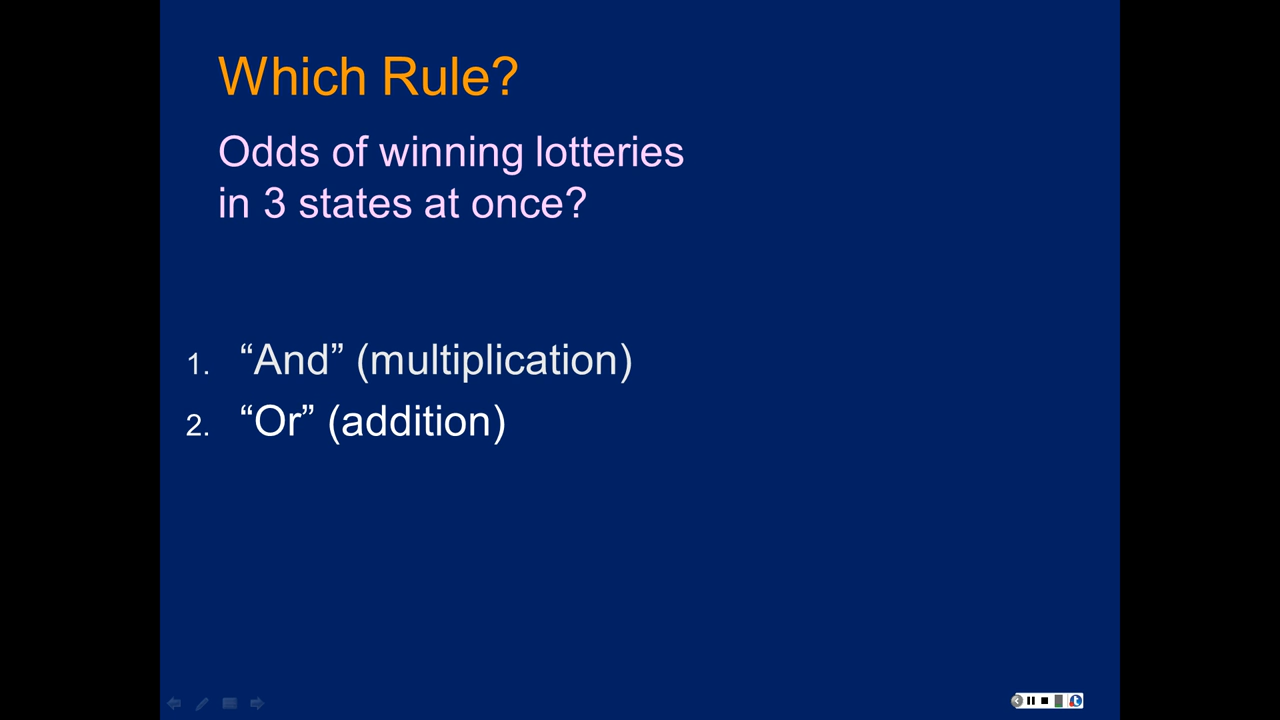 Which Rule?
Odds of winning lotteries
in 3 states at once?
1. “And” (multiplication)
2. “Or” (addition)